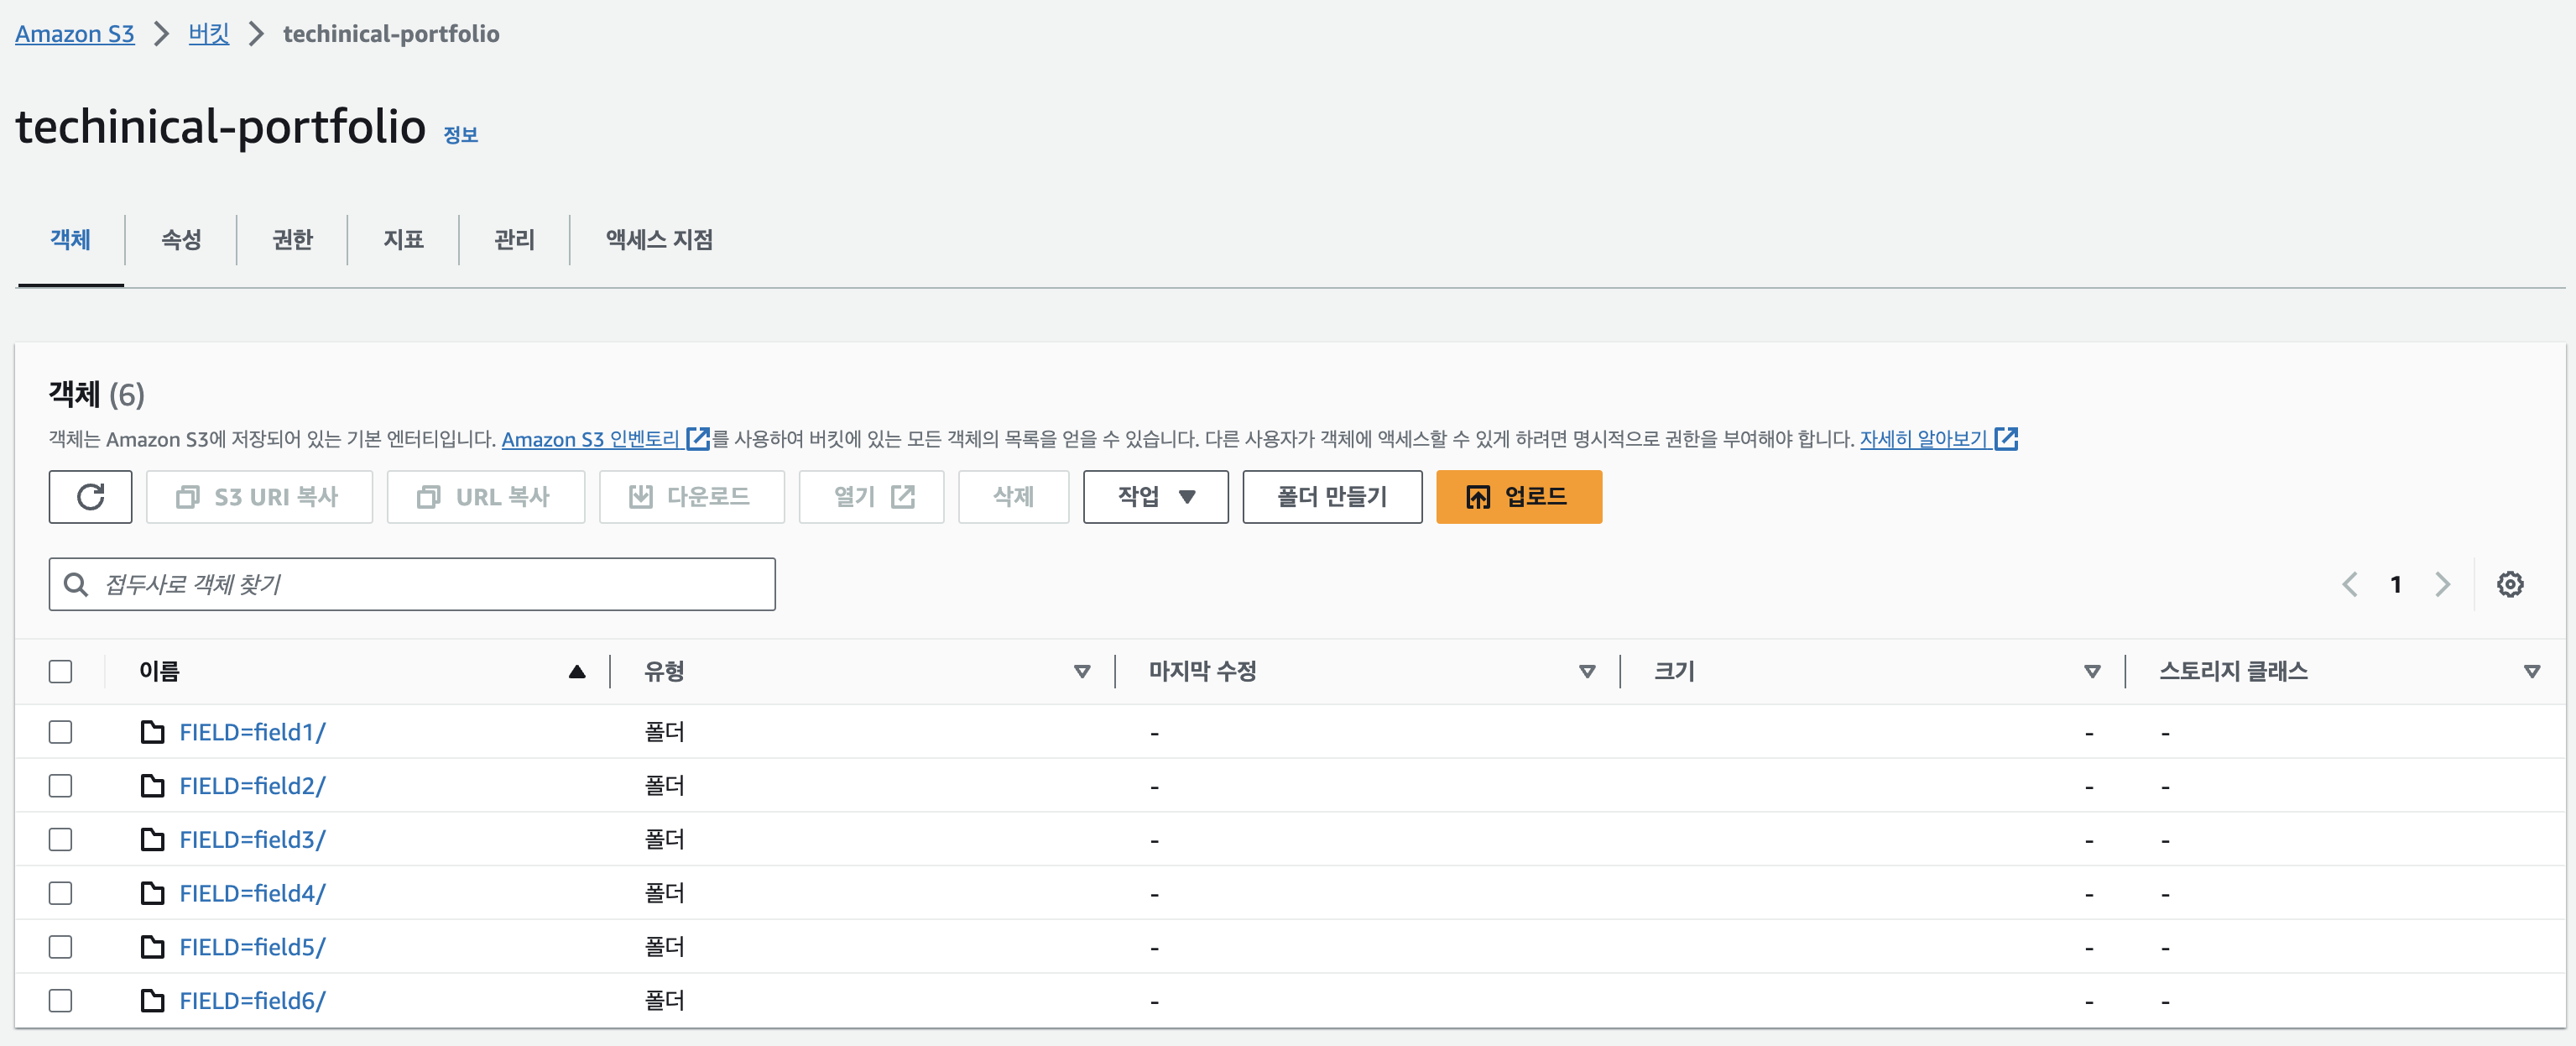 Amazon S3 > 버킷 > techinical-portfolio
techinical-portfolio 정보
객체 속성 권한 지표 관리 액세스 지점
객체 (6)
객체는 Amazon S3에 저장되어 있는 기본 엔터티입니다. Amazon S3 인벤토리 를 사용하여 버킷에 있는 모든 객체의 목록을 얻을 수 있습니다. 다른 사용자가 객체에 액세스할 수 있게 하려면 명시적으로 권한을 부여해야 합니다. 자세히 알아보기
S3 URI 복사 URL 복사 다운로드 열기 삭제 작업 폴더 만들기 업로드
접두사로 객체 찾기 1
이름 유형 마지막 수정 크기 스토리지 클래스
FIELD=field1/ 폴더 - - -
FIELD=field2/ 폴더 - - -
FIELD=field3/ 폴더 - - -
FIELD=field4/ 폴더 - - -
FIELD=field5/ 폴더 - - -
FIELD=field6/ 폴더 - - -